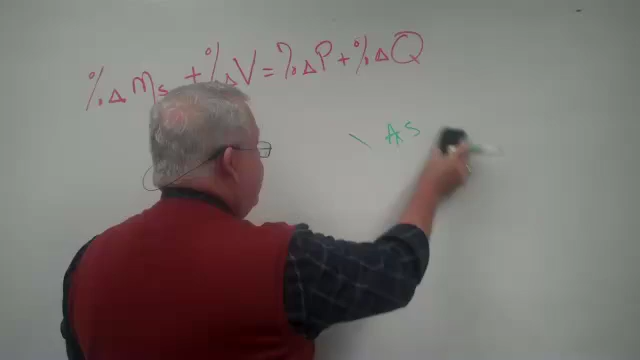 %ΔMs + %ΔV = %ΔP + %ΔQ
\ AS